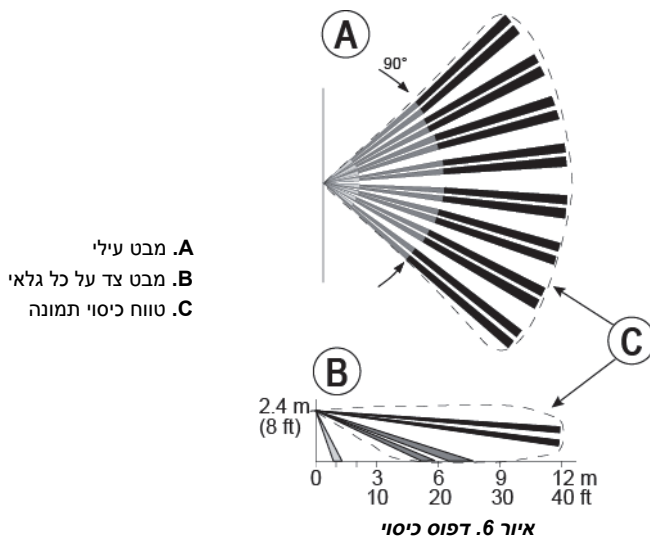 A
90°
A. מבט עילי
B. מבט צד על כל גלאי
C. טווח כיסוי תמונה
C
B
2.4 m
(8 ft)
0 3 6 9 12 m
10 20 30 40 ft
איור 6. דפוס כיסוי